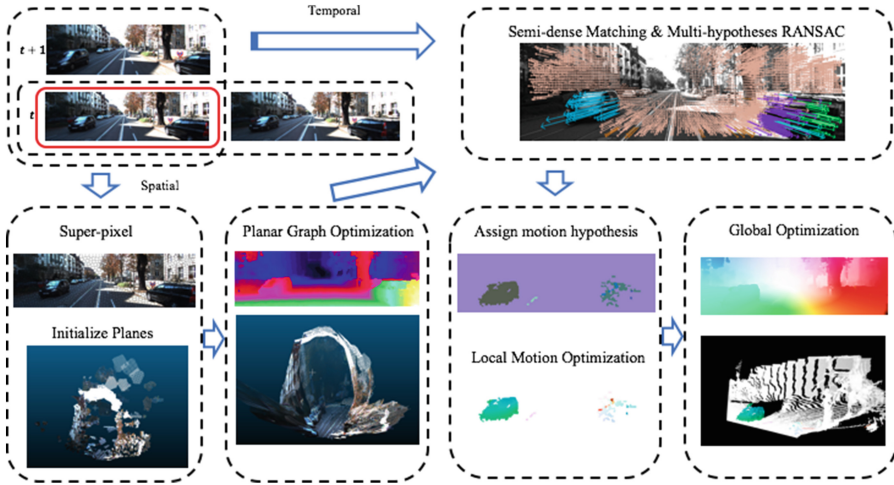 Temporal
t + 1
Semi-dense Matching & Multi-hypotheses RANSAC
t
Spatial
Super-pixel
Planar Graph Optimization
Assign motion hypothesis
Global Optimization
Initialize Planes
Local Motion Optimization